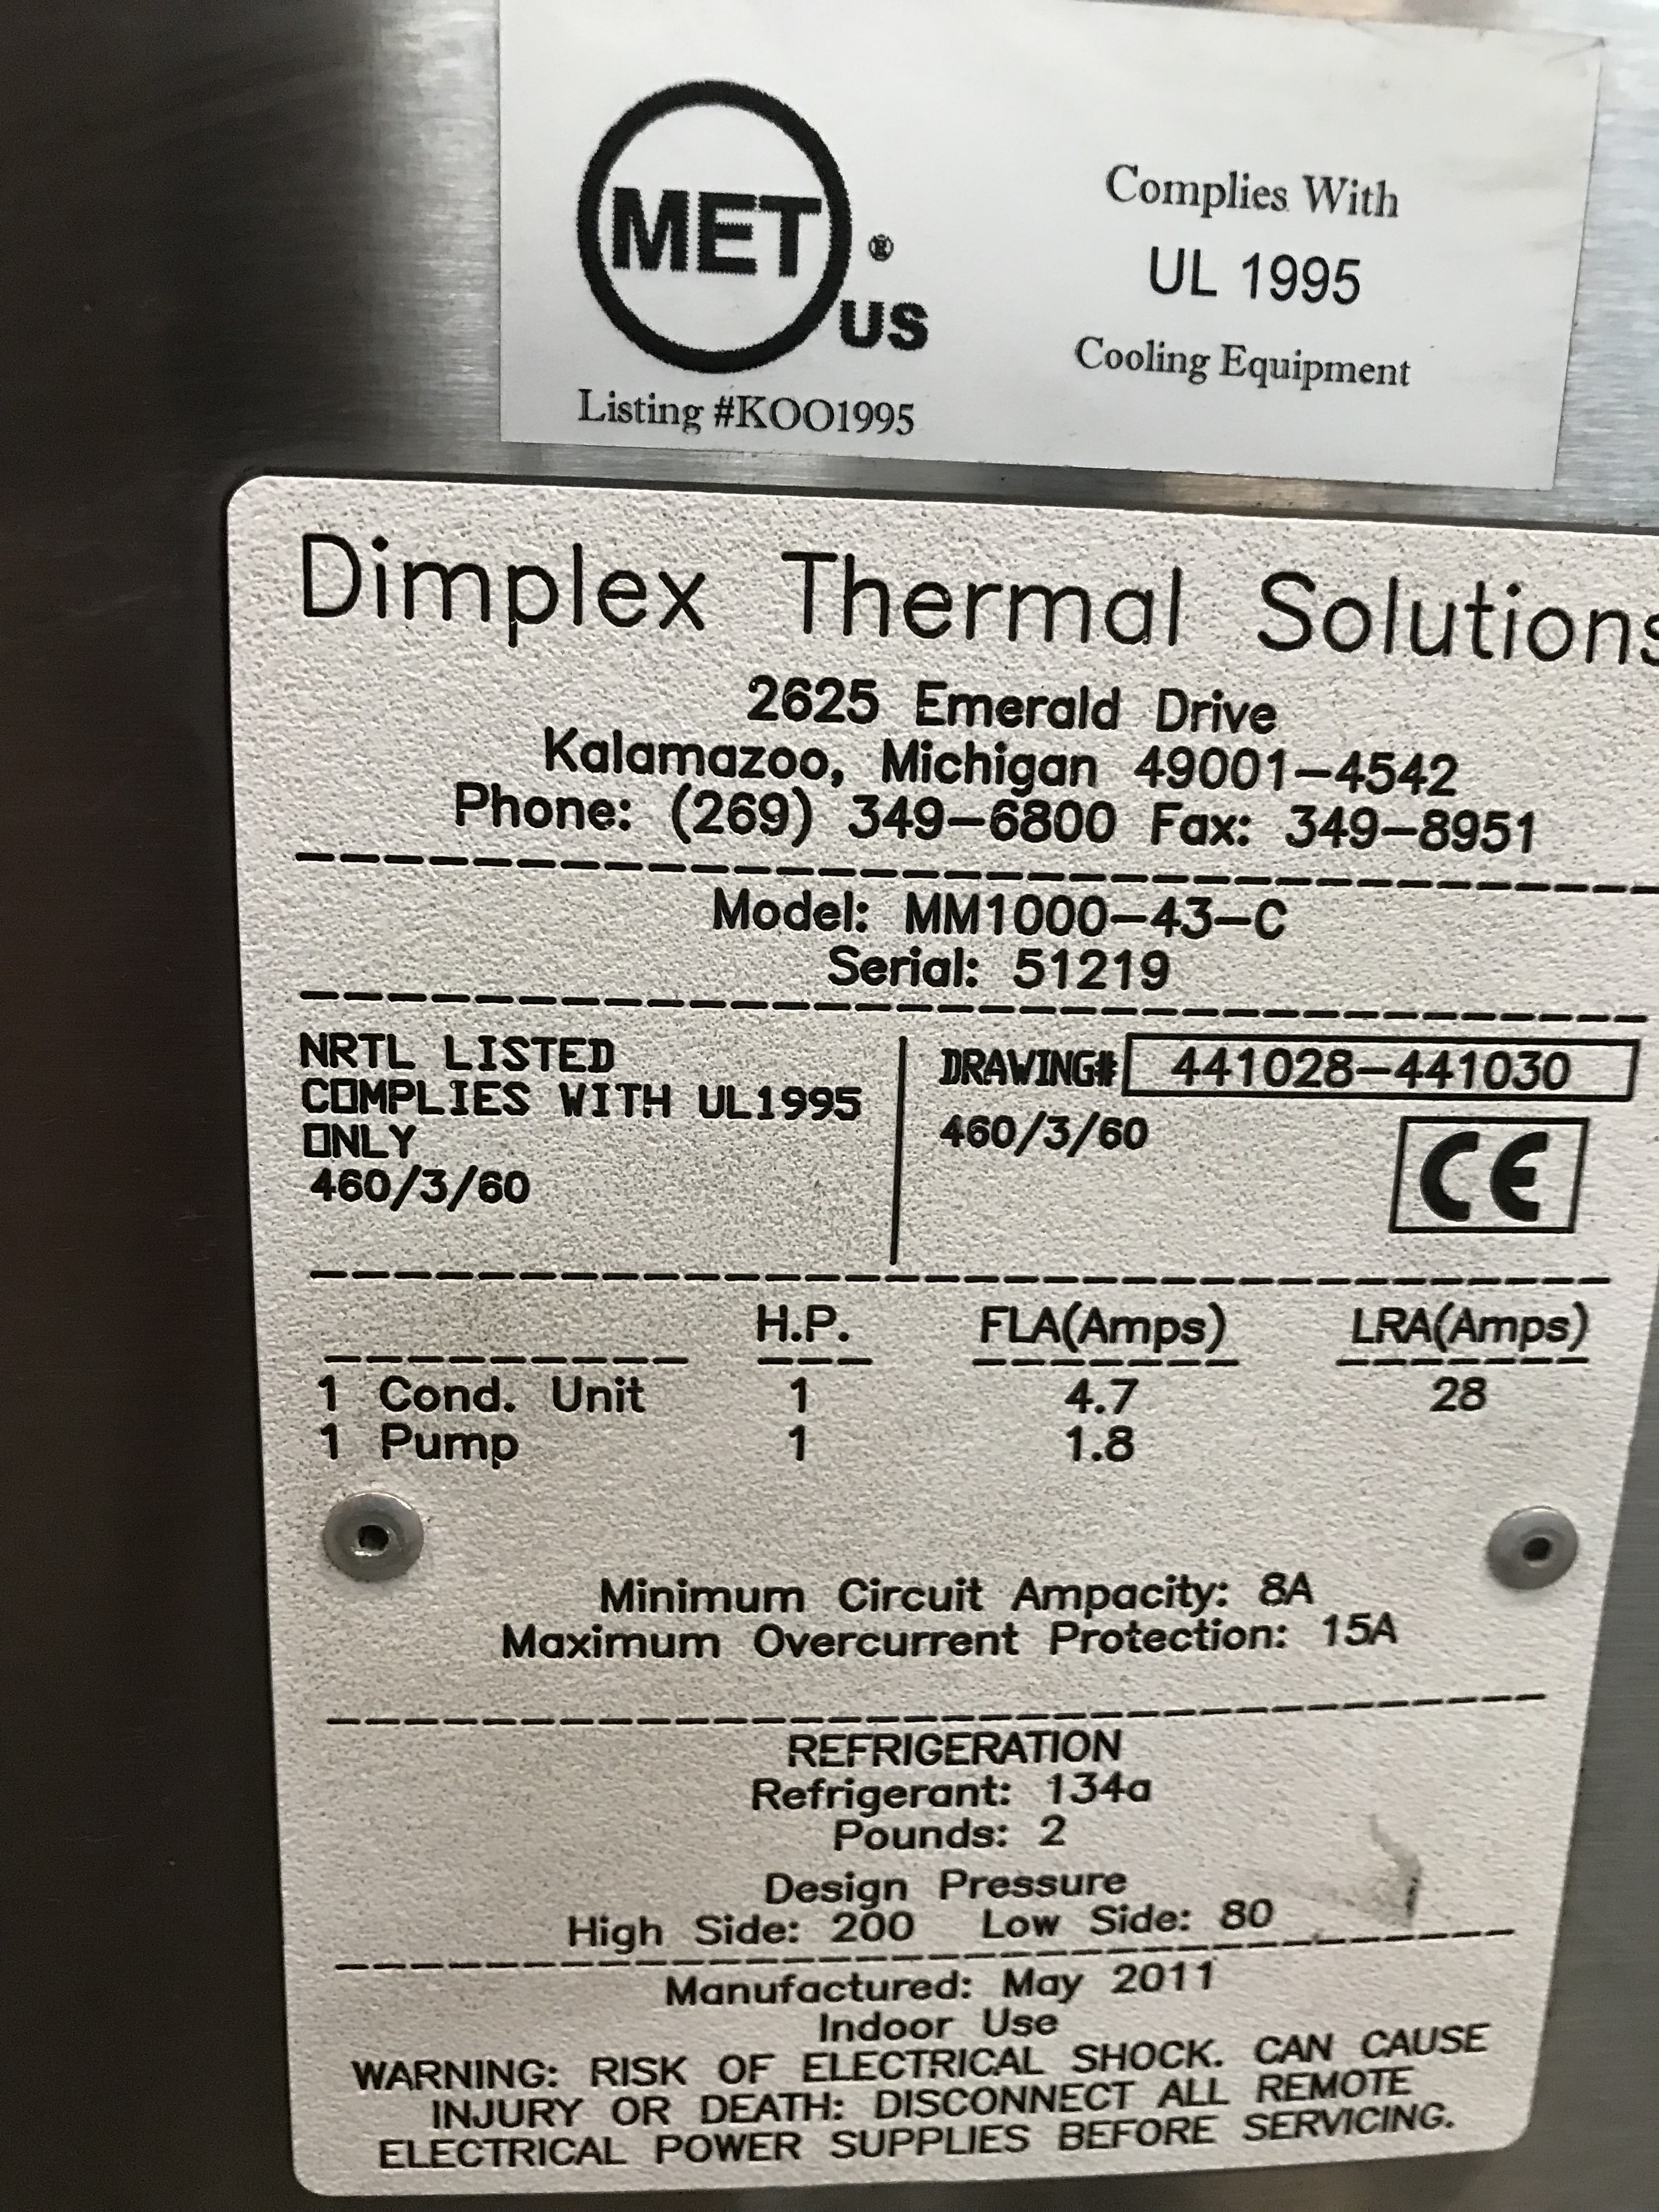 MET® US
Complies With
UL 1995
Cooling Equipment
Listing #KOO1995
Dimplex Thermal Solutions
2625 Emerald Drive
Kalamazoo, Michigan 49001-4542
Phone: (269) 349-6800 Fax: 349-8951
Model: MM1000-43-C
Serial: 51219
NRTL LISTED
COMPLIES WITH UL1995
ONLY
460/3/60
DRAWING# 441028-441030
460/3/60
CE
H.P. FLA(Amps) LRA(Amps)
1 Cond. Unit 1 4.7 28
1 Pump 1 1.8
Minimum Circuit Ampacity: 8A
Maximum Overcurrent Protection: 15A
REFRIGERATION
Refrigerant: 134a
Pounds: 2
Design Pressure
High Side: 200 Low Side: 80
Manufactured: May 2011
Indoor Use
WARNING: RISK OF ELECTRICAL SHOCK. CAN CAUSE
INJURY OR DEATH: DISCONNECT ALL REMOTE
ELECTRICAL POWER SUPPLIES BEFORE SERVICING.